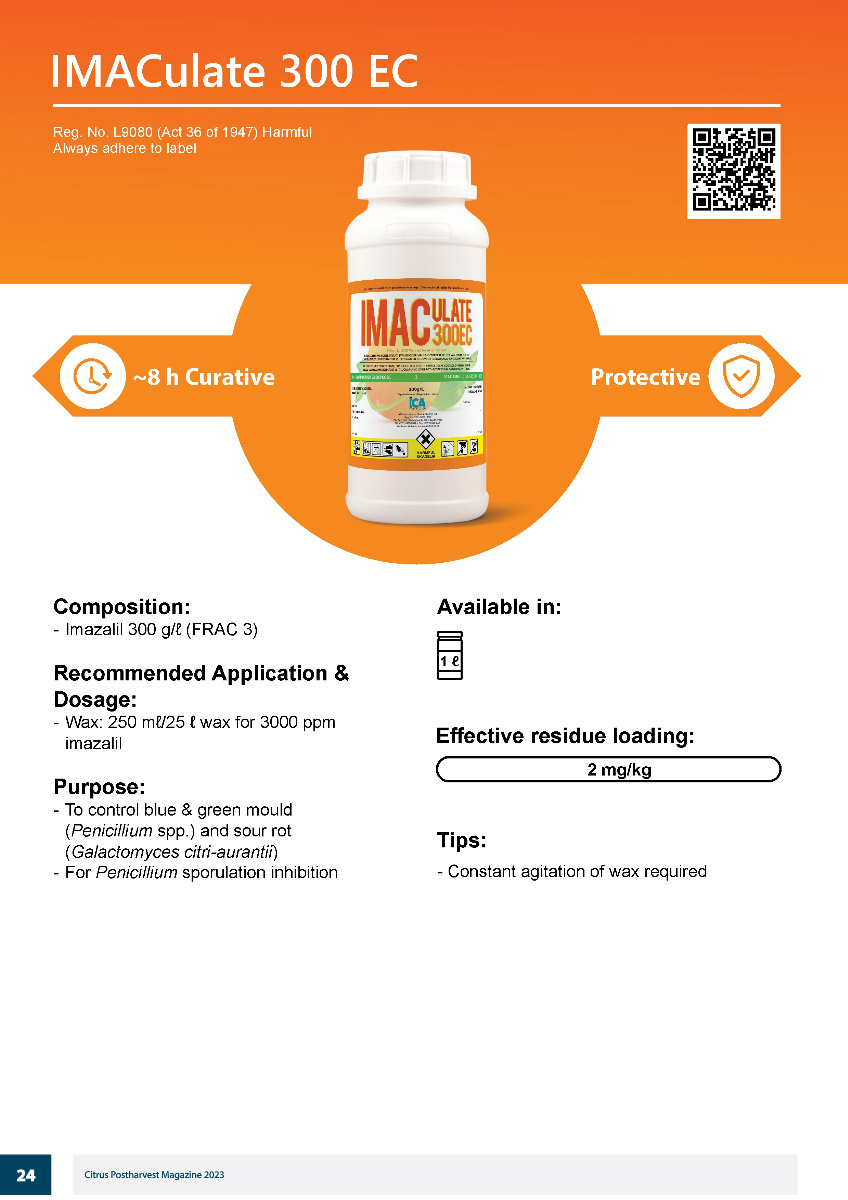 IMACulate 300 EC
Reg. No. L9080 (Act 36 of 1947) Harmful
Always adhere to label
IMACULATE
300EC
300g/L
ICA
HARMFUL
SKADELIK
~8 h Curative
Protective
Composition:
- Imazalil 300 g/ℓ (FRAC 3)
Recommended Application &
Dosage:
- Wax: 250 mℓ/25 ℓ wax for 3000 ppm
imazalil
Purpose:
- To control blue & green mould
(Penicillium spp.) and sour rot
(Galactomyces citri-aurantii)
- For Penicillium sporulation inhibition
Available in:
1 ℓ
Effective residue loading:
2 mg/kg
Tips:
- Constant agitation of wax required
24
Citrus Postharvest Magazine 2023